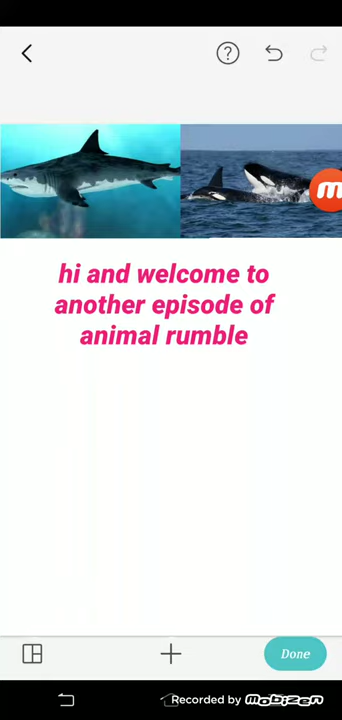 hi and welcome to
another episode of
animal rumble
Done
Recorded by mobizen